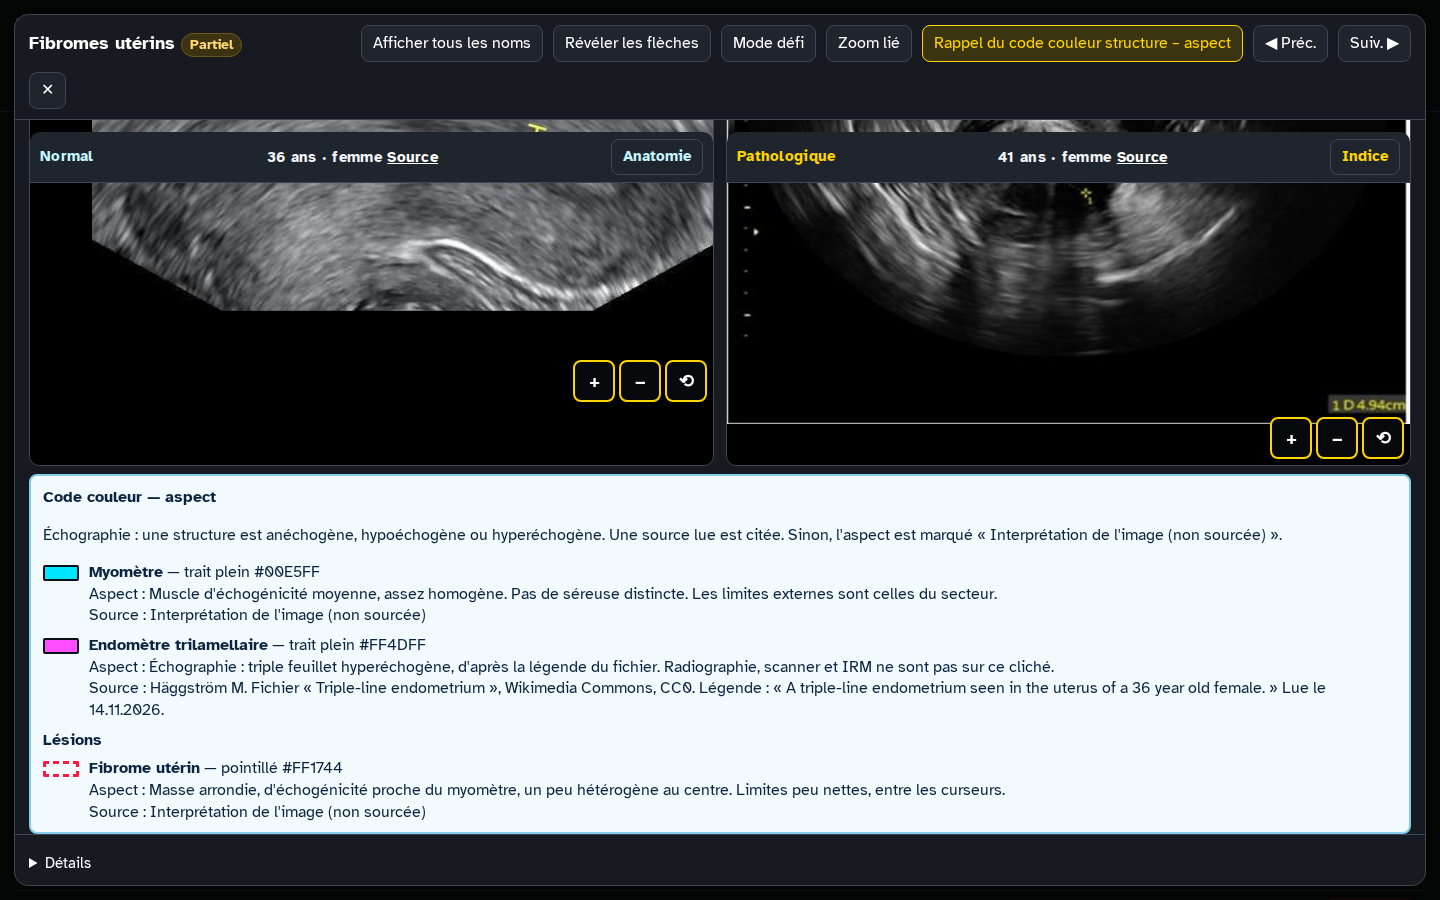 Fibromes utérins Partiel Afficher tous les noms Révéler les flèches Mode défi Zoom lié Rappel du code couleur structure – aspect ◀ Préc. Suiv. ▶
✕
Normal 36 ans · femme Source Anatomie
Pathologique 41 ans · femme Source Indice
1
1 D 4.94cm
+ − ⟲
+ − ⟲
Code couleur — aspect
Échographie : une structure est anéchogène, hypoéchogène ou hyperéchogène. Une source lue est citée. Sinon, l'aspect est marqué « Interprétation de l'image (non sourcée) ».
Myomètre — trait plein #00E5FF
Aspect : Muscle d'échogénicité moyenne, assez homogène. Pas de séreuse distincte. Les limites externes sont celles du secteur.
Source : Interprétation de l'image (non sourcée)
Endomètre trilamellaire — trait plein #FF4DFF
Aspect : Échographie : triple feuillet hyperéchogène, d'après la légende du fichier. Radiographie, scanner et IRM ne sont pas sur ce cliché.
Source : Häggström M. Fichier « Triple-line endometrium », Wikimedia Commons, CC0. Légende : « A triple-line endometrium seen in the uterus of a 36 year old female. » Lue le
14.11.2026.
Lésions
Fibrome utérin — pointillé #FF1744
Aspect : Masse arrondie, d'échogénicité proche du myomètre, un peu hétérogène au centre. Limites peu nettes, entre les curseurs.
Source : Interprétation de l'image (non sourcée)
▶ Détails